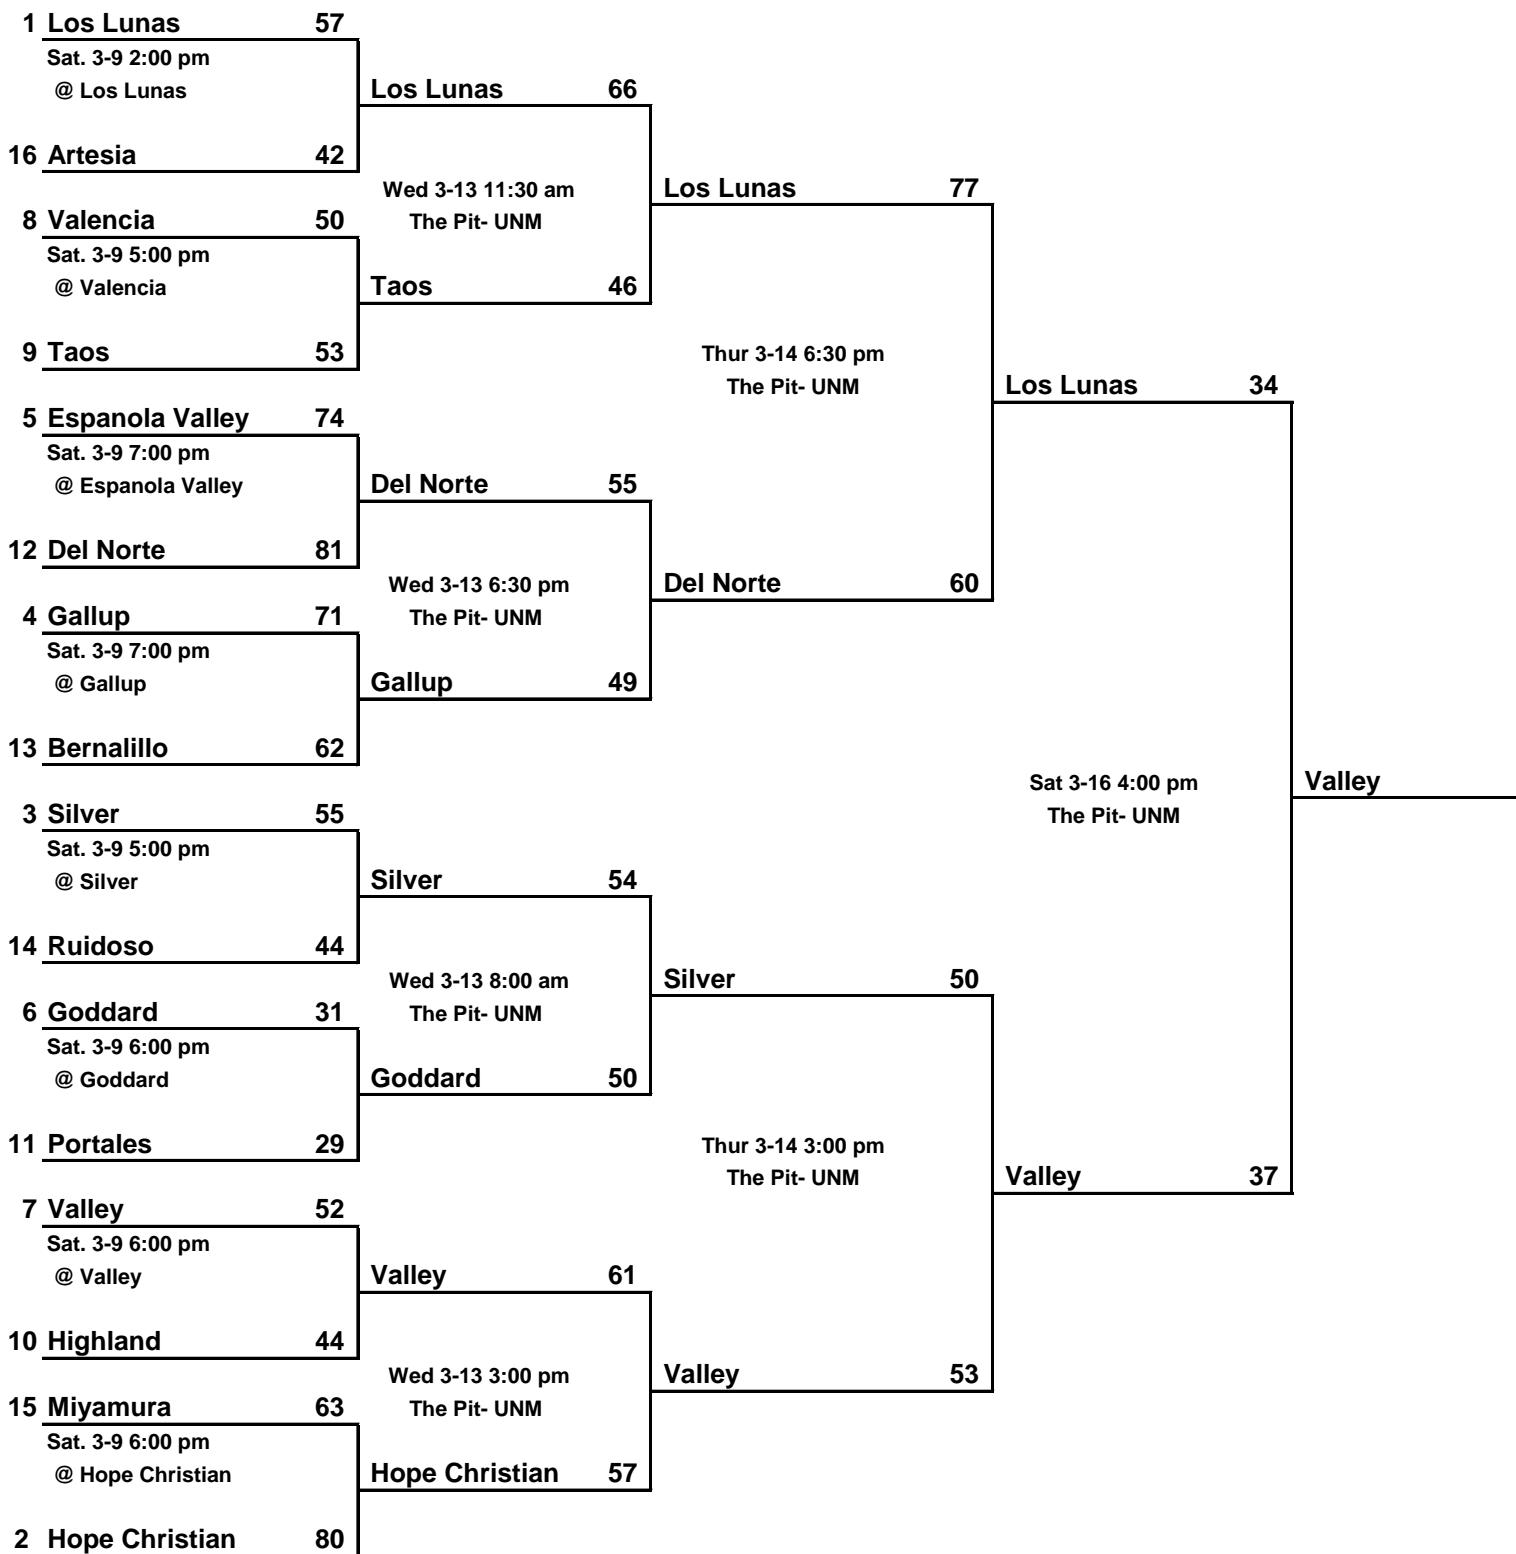 1 Los Lunas 57
Sat. 3-9 2:00 pm
@ Los Lunas
Los Lunas 66
16 Artesia 42
Wed 3-13 11:30 am
Los Lunas 77
8 Valencia 50
The Pit- UNM
Sat. 3-9 5:00 pm
@ Valencia
Taos 46
9 Taos 53
Thur 3-14 6:30 pm
The Pit- UNM
Los Lunas 34
5 Espanola Valley 74
Sat. 3-9 7:00 pm
@ Espanola Valley
Del Norte 55
12 Del Norte 81
Wed 3-13 6:30 pm
Del Norte 60
4 Gallup 71
The Pit- UNM
Sat. 3-9 7:00 pm
@ Gallup
Gallup 49
13 Bernalillo 62
Sat 3-16 4:00 pm
Valley
3 Silver 55
The Pit- UNM
Sat. 3-9 5:00 pm
@ Silver
Silver 54
14 Ruidoso 44
Wed 3-13 8:00 am
Silver 50
6 Goddard 31
The Pit- UNM
Sat. 3-9 6:00 pm
@ Goddard
Goddard 50
11 Portales 29
Thur 3-14 3:00 pm
The Pit- UNM
Valley 37
7 Valley 52
Sat. 3-9 6:00 pm
@ Valley
Valley 61
10 Highland 44
Wed 3-13 3:00 pm
Valley 53
15 Miyamura 63
The Pit- UNM
Sat. 3-9 6:00 pm
@ Hope Christian
Hope Christian 57
2 Hope Christian 80